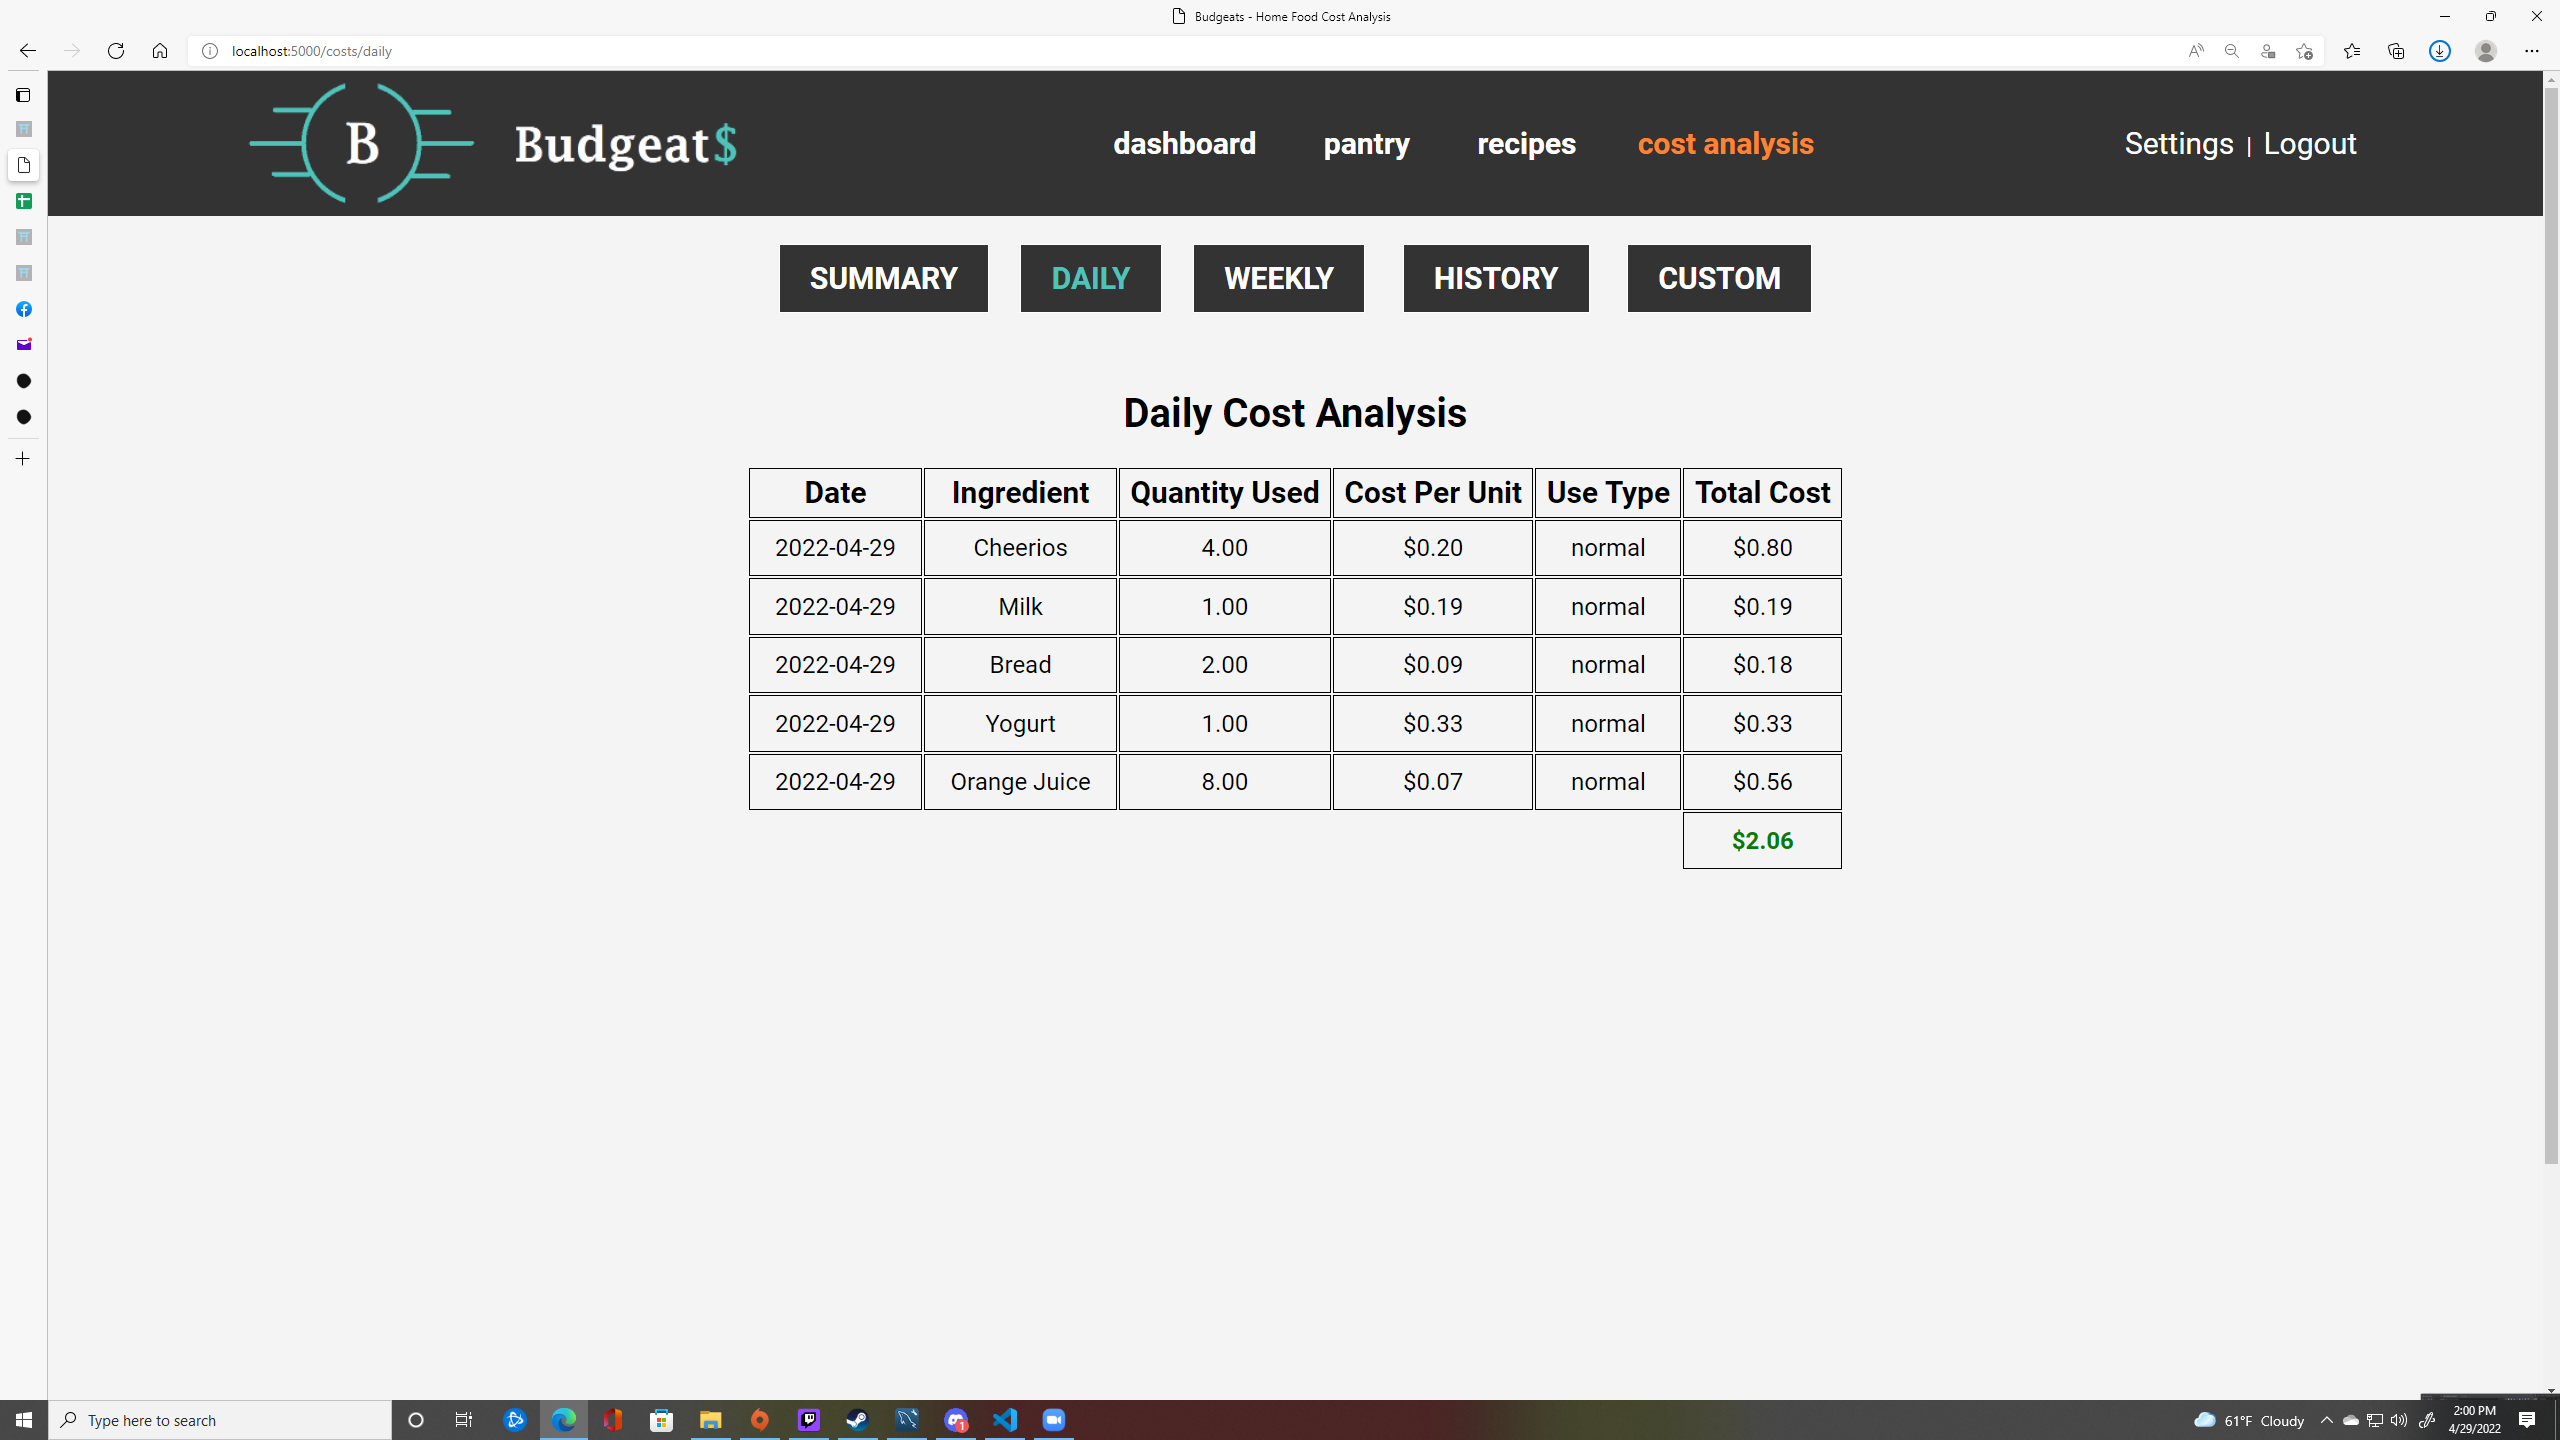 Budgeats - Home Food Cost Analysis
localhost:5000/costs/daily
B Budgeat$ dashboard pantry recipes cost analysis Settings | Logout
SUMMARY DAILY WEEKLY HISTORY CUSTOM
Daily Cost Analysis
Date Ingredient Quantity Used Cost Per Unit Use Type Total Cost
2022-04-29 Cheerios 4.00 $0.20 normal $0.80
2022-04-29 Milk 1.00 $0.19 normal $0.19
2022-04-29 Bread 2.00 $0.09 normal $0.18
2022-04-29 Yogurt 1.00 $0.33 normal $0.33
2022-04-29 Orange Juice 8.00 $0.07 normal $0.56
$2.06
Type here to search 1 61°F Cloudy 2:00 PM
4/29/2022